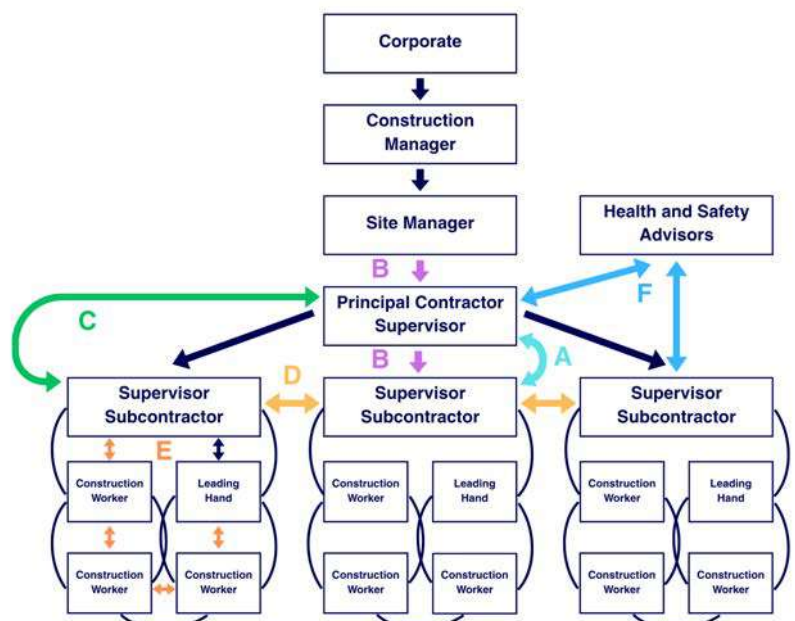 Corporate
Construction
Manager
Site Manager
Health and Safety
Advisors
B
F
C
Principal Contractor
Supervisor
B
A
D
Supervisor
Subcontractor
Supervisor
Subcontractor
Supervisor
Subcontractor
E
Construction
Worker
Leading
Hand
Construction
Worker
Leading
Hand
Construction
Worker
Leading
Hand
Construction
Worker
Construction
Worker
Construction
Worker
Construction
Worker
Construction
Worker
Construction
Worker